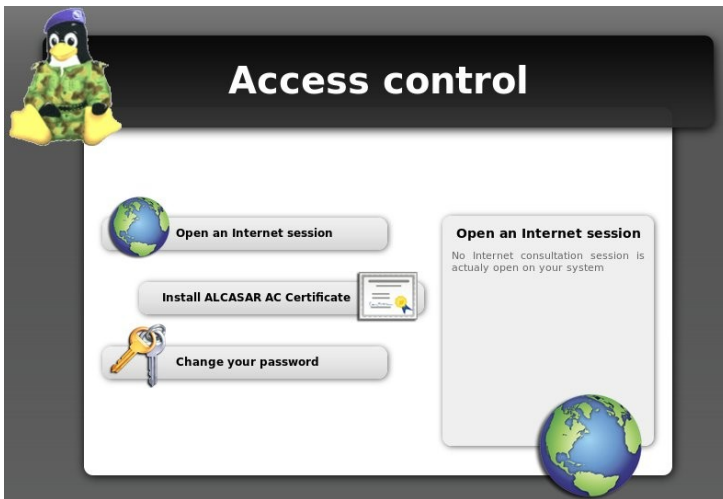 Access control
Open an Internet session
Install ALCASAR AC Certificate
Change your password
Open an Internet session
No Internet consultation session is
actualy open on your system